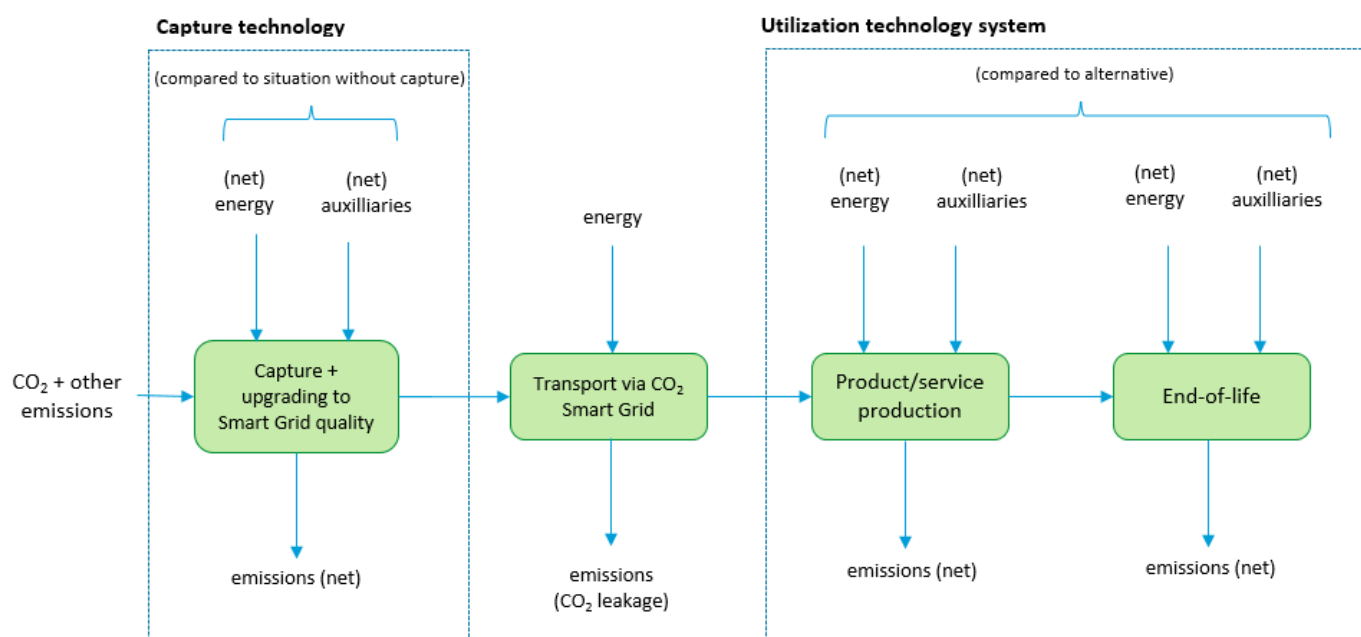 Capture technology
Utilization technology system
(compared to situation without capture)
(compared to alternative)
(net)
energy
(net)
auxilliaries
energy
(net)
energy
(net)
auxilliaries
(net)
energy
(net)
auxilliaries
CO₂ + other
emissions
Capture +
upgrading to
Smart Grid quality
Transport via CO₂
Smart Grid
Product/service
production
End-of-life
emissions (net)
emissions
(CO₂ leakage)
emissions (net)
emissions (net)